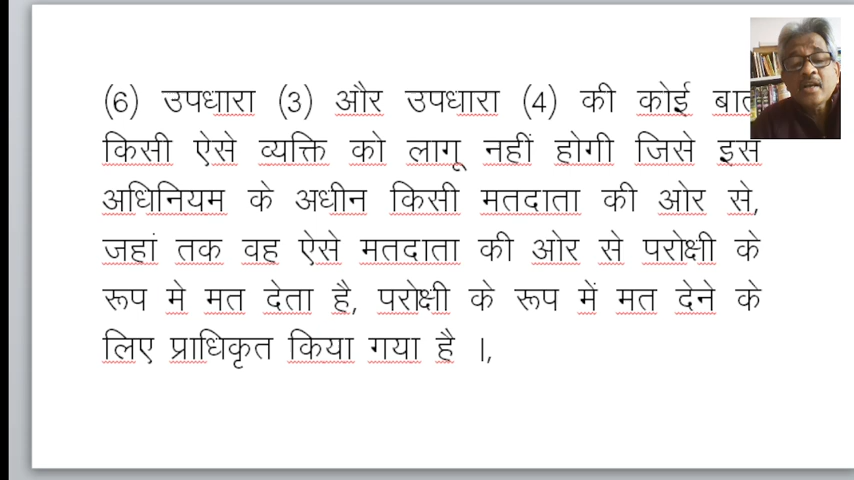 (6) उपधारा (3) और उपधारा (4) की कोई बात
किसी ऐसे व्यक्ति को लागू नहीं होगी जिसे इस
अधिनियम के अधीन किसी मतदाता की ओर से,
जहां तक वह ऐसे मतदाता की ओर से परोक्षी के
रूप मे मत देता है, परोक्षी के रूप में मत देने के
लिए प्राधिकृत किया गया है ।,